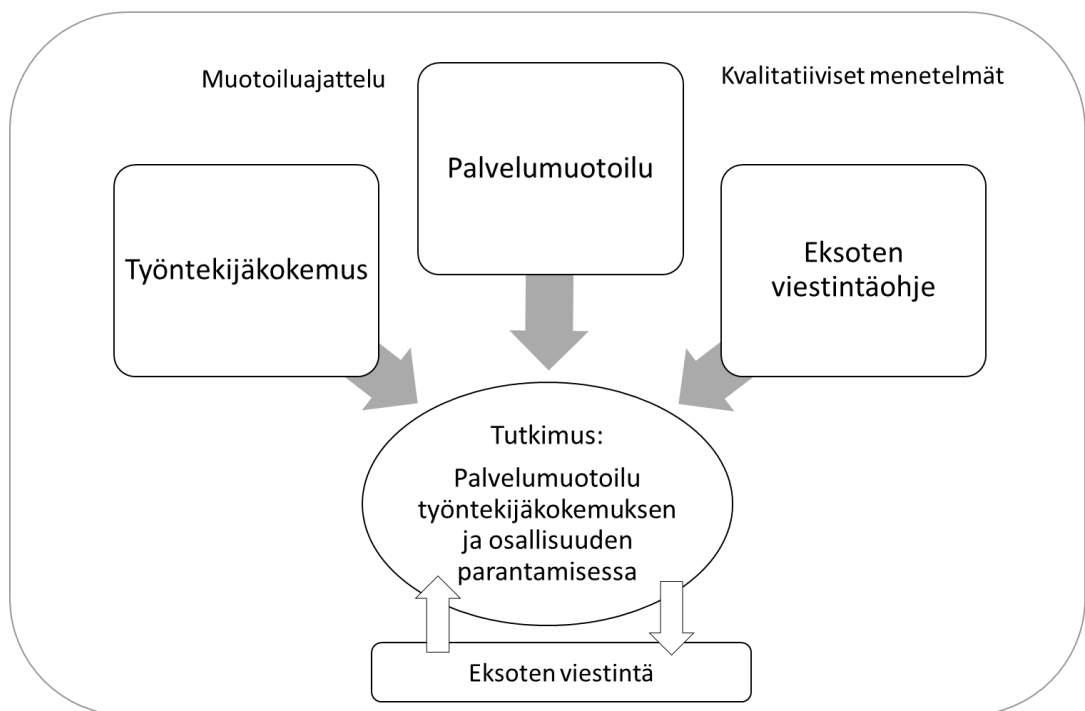 Muotoiluajattelu
Kvalitatiiviset menetelmät
Palvelumuotoilu
Työntekijäkokemus
Eksoten
viestintäohje
Tutkimus:
Palvelumuotoilu
työntekijäkokemuksen
ja osallisuuden
parantamisessa
Eksoten viestintä